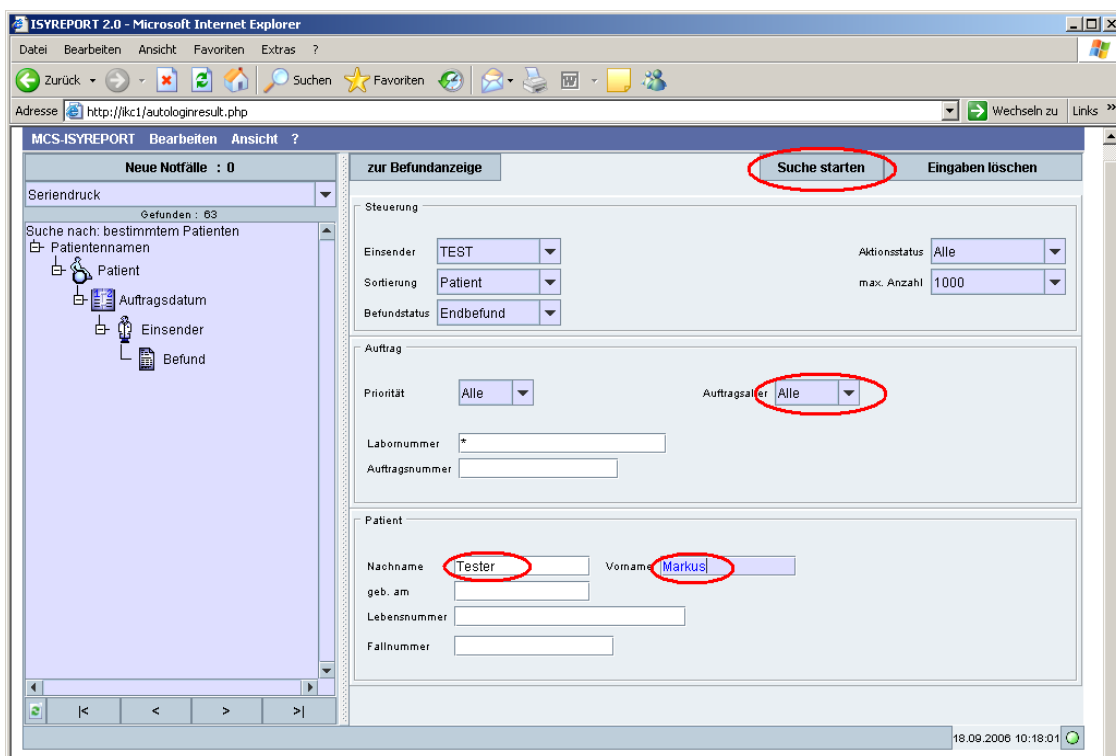 ISYREPORT 2.0 - Microsoft Internet Explorer
Datei Bearbeiten Ansicht Favoriten Extras ?
Zurück Suchen Favoriten
Adresse http://ikc1/autologinresult.php Wechseln zu Links »
MCS-ISYREPORT Bearbeiten Ansicht ?
Neue Notfälle : 0
zur Befundanzeige Suche starten Eingaben löschen
Seriendruck
Gefunden : 63
Suche nach: bestimmtem Patienten
Patientennamen
Patient
Auftragsdatum
Einsender
Befund
|< < > >|
Steuerung
Einsender TEST Aktionsstatus Alle
Sortierung Patient max. Anzahl 1000
Befundstatus Endbefund
Auftrag
Priorität Alle Auftragsalter Alle
Labornummer *
Auftragsnummer
Patient
Nachname Tester Vorname Markus
geb. am
Lebensnummer
Fallnummer
18.09.2006 10:18:01